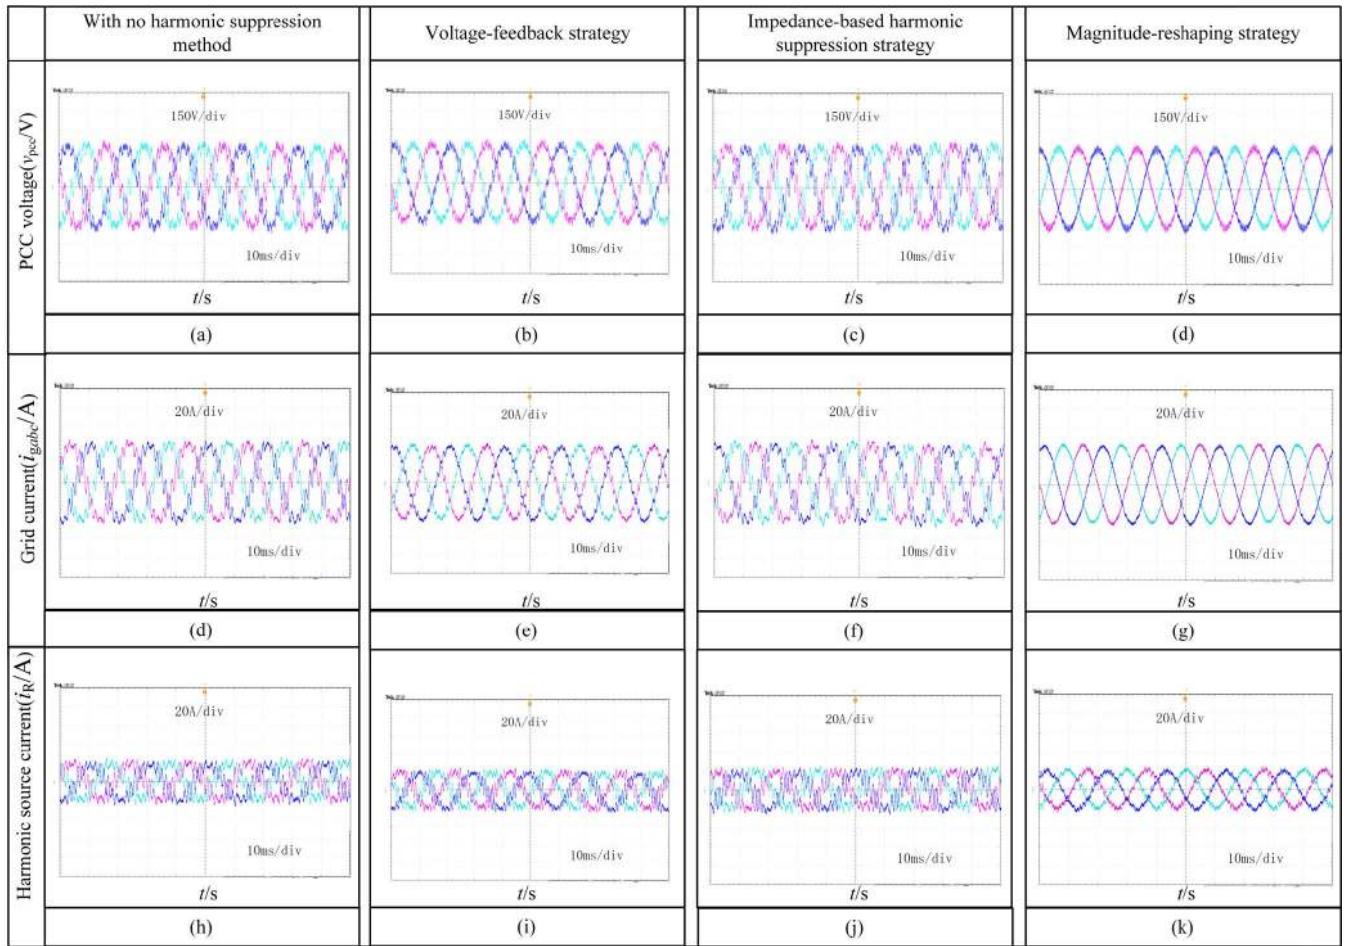 With no harmonic suppression
method
Voltage-feedback strategy
Impedance-based harmonic
suppression strategy
Magnitude-reshaping strategy
PCC voltage(vpcc/V)
150V/div
10ms/div
t/s
(a)
150V/div
10ms/div
t/s
(b)
150V/div
10ms/div
t/s
(c)
150V/div
10ms/div
t/s
(d)
Grid current(igabc/A)
20A/div
10ms/div
t/s
(d)
20A/div
10ms/div
t/s
(e)
20A/div
10ms/div
t/s
(f)
20A/div
10ms/div
t/s
(g)
Harmonic source current(iR/A)
20A/div
10ms/div
t/s
(h)
20A/div
10ms/div
t/s
(i)
20A/div
10ms/div
t/s
(j)
20A/div
10ms/div
t/s
(k)